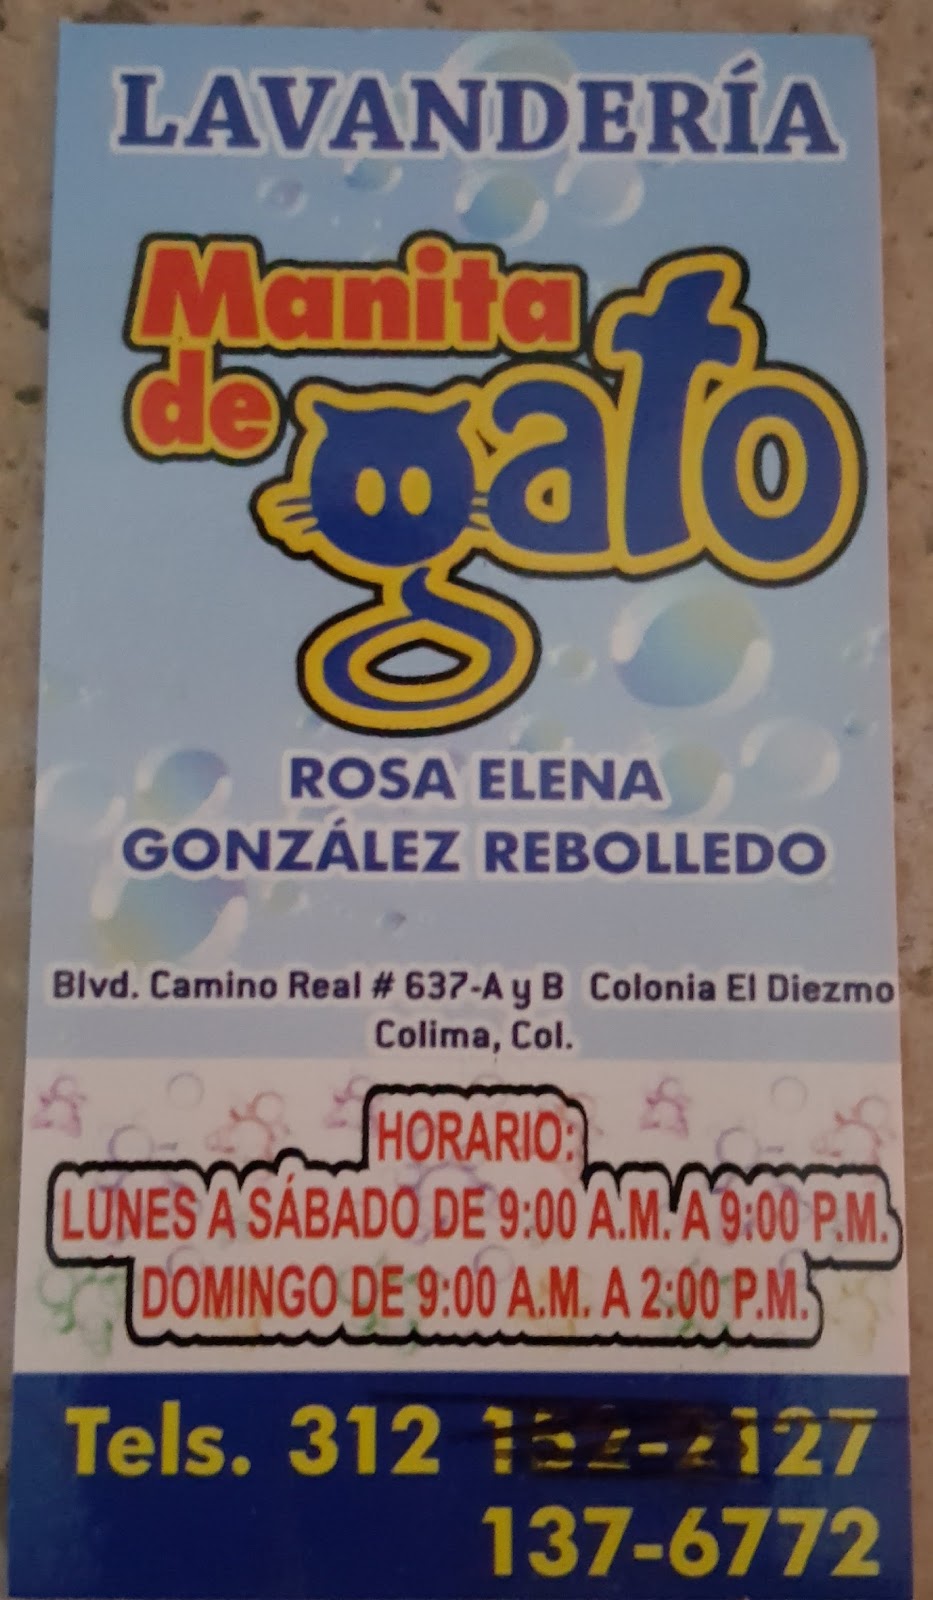 LAVANDERÍA
Manita
de gato
ROSA ELENA
GONZÁLEZ REBOLLEDO
Blvd. Camino Real # 637-A y B Colonia El Diezmo
Colima, Col.
HORARIO:
LUNES A SÁBADO DE 9:00 A.M. A 9:00 P.M.
DOMINGO DE 9:00 A.M. A 2:00 P.M.
Tels. 312
137-6772